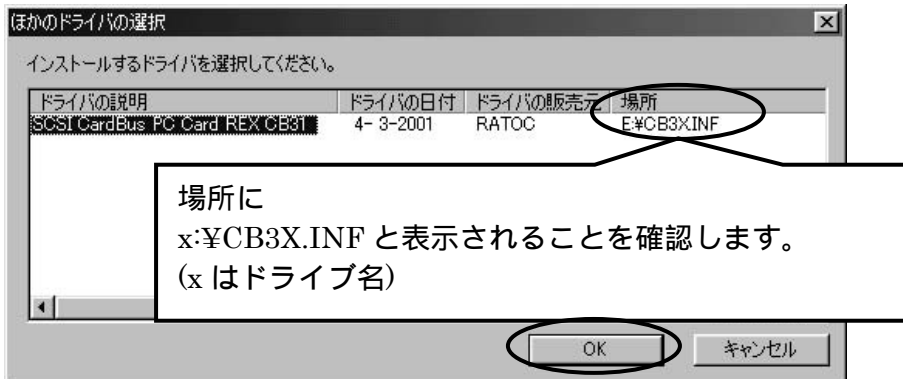 ほかのドライバの選択
インストールするドライバを選択してください。
ドライバの説明 ドライバの日付 ドライバの販売元 場所
SCSI CardBus PC Card REX CB31 4- 3-2001 RATOC E:¥CB3X.INF
場所に
x:¥CB3X.INF と表示されることを確認します。
(x はドライブ名)
OK キャンセル